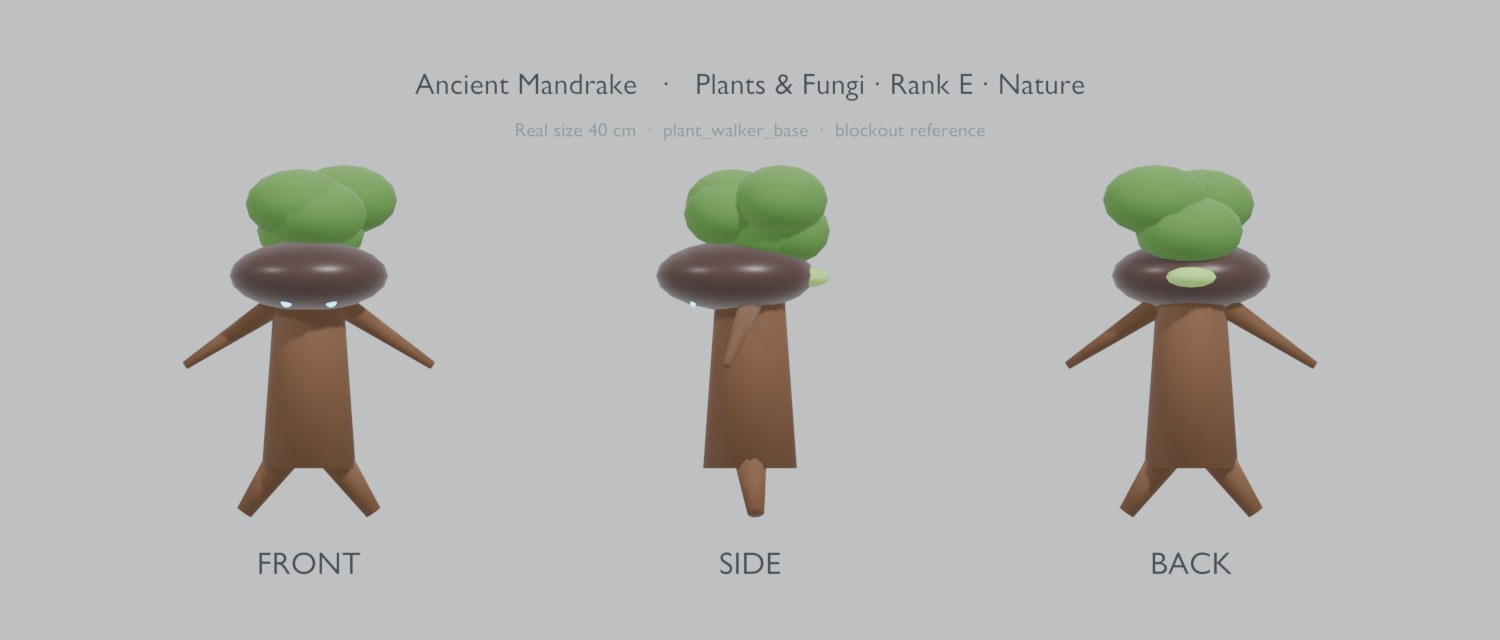 Ancient Mandrake · Plants & Fungi · Rank E · Nature
Real size 40 cm · plant_walker_base · blockout reference
FRONT
SIDE
BACK